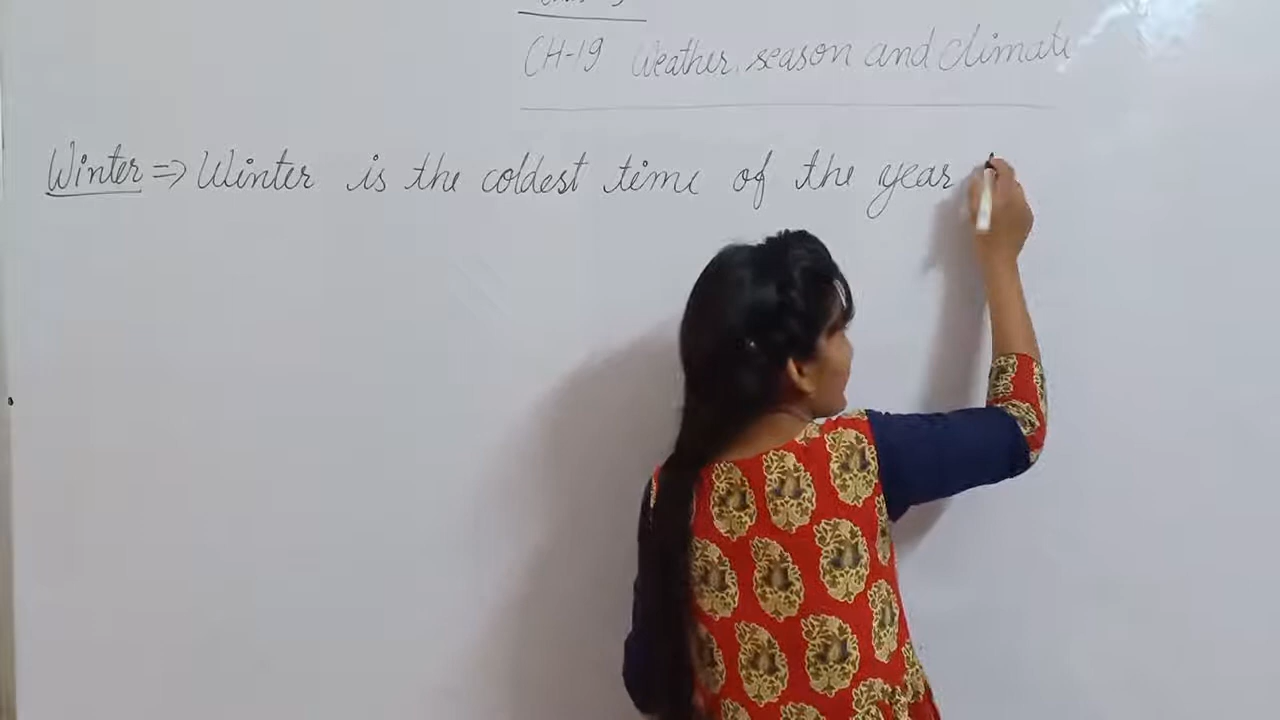 CH-19 Weather, season and climate
Winter => Winter is the coldest time of the year